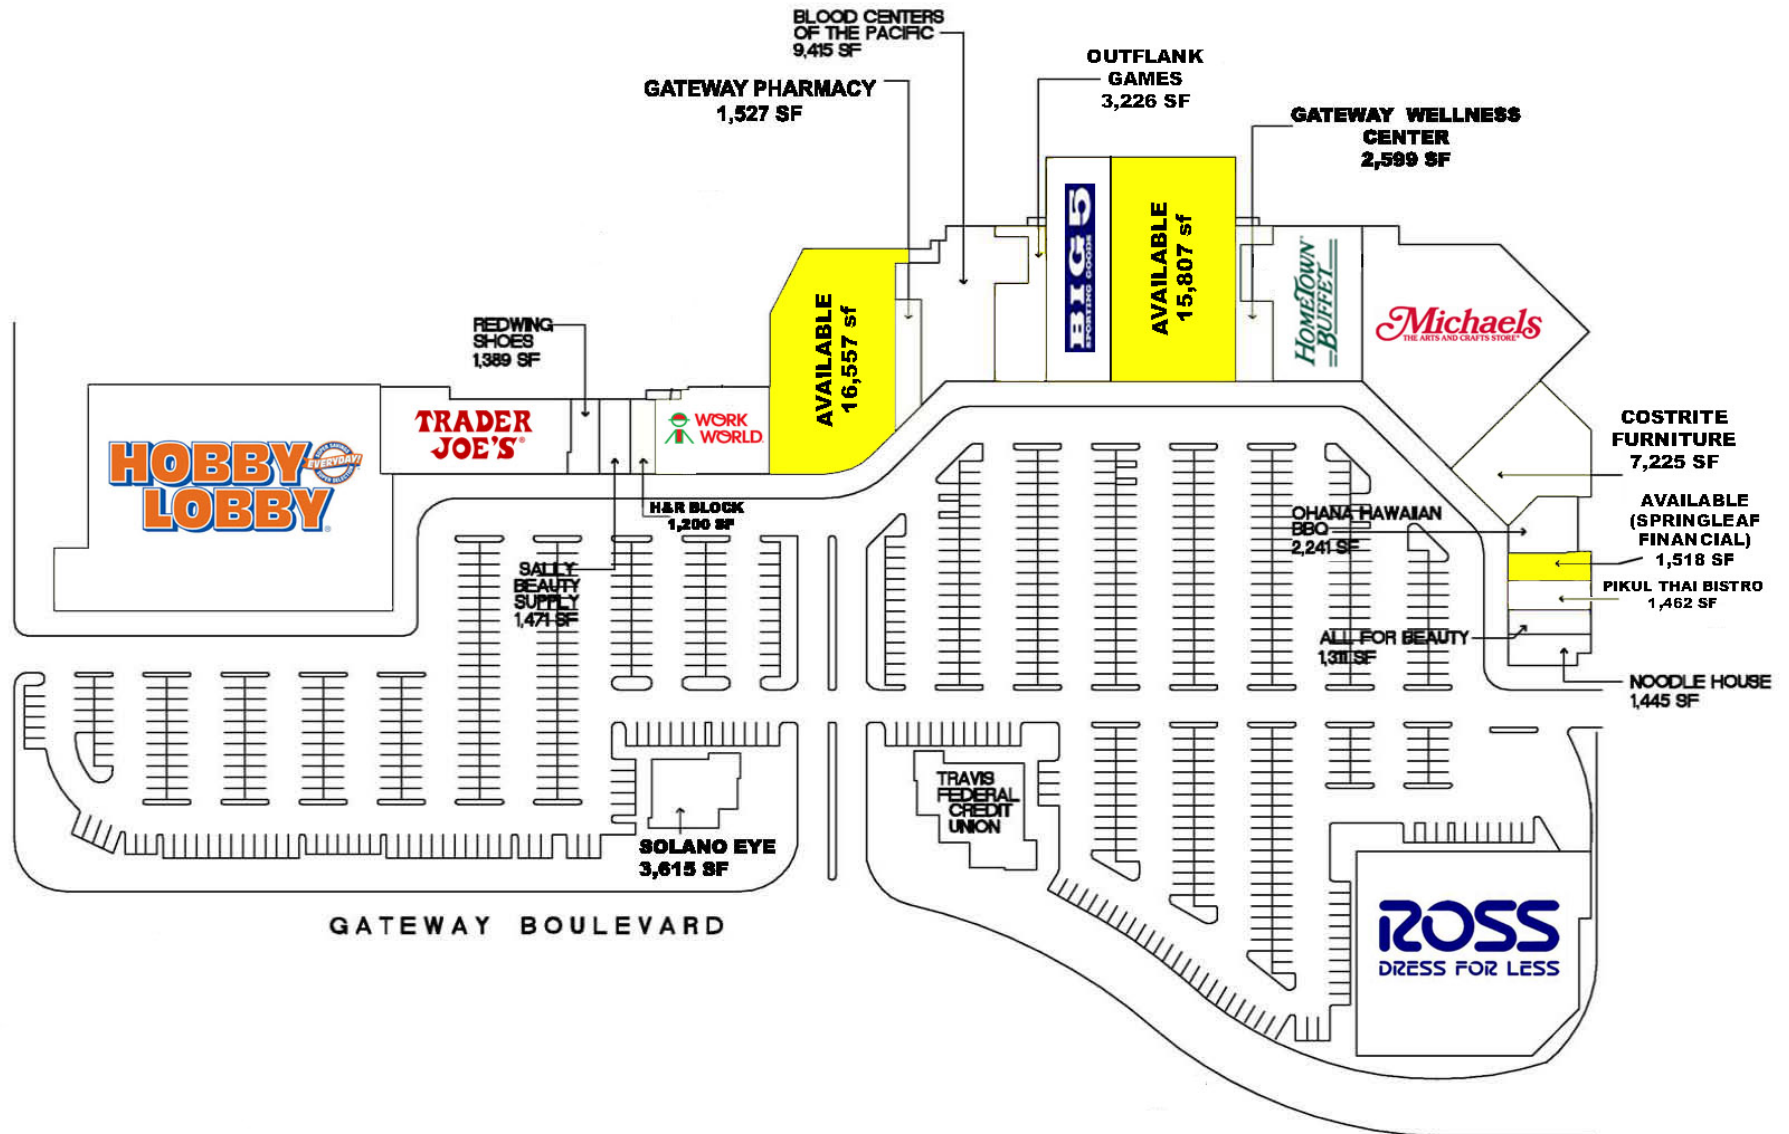 BLOOD CENTERS
OF THE PACIFIC
9,415 SF
OUTFLANK
GAMES
3,226 SF
GATEWAY PHARMACY
1,527 SF
GATEWAY WELLNESS
CENTER
2,599 SF
BIG 5
SPORTING GOODS
AVAILABLE
15,807 sf
HOMETOWN
BUFFET
Michaels
THE ARTS AND CRAFTS STORE
REDWING
SHOES
1,389 SF
AVAILABLE
16,557 sf
TRADER
JOE'S®
WORK
WORLD
HOBBY
LOBBY
SUPER SAVINGS
EVERYDAY!
SUPER SELECTION
H&R BLOCK
1,200 SF
SALLY
BEAUTY
SUPPLY
1,471 SF
COSTRITE
FURNITURE
7,225 SF
OHANA HAWAIIAN
BBQ
2,241 SF
AVAILABLE
(SPRINGLEAF
FINANCIAL)
1,518 SF
PIKUL THAI BISTRO
1,462 SF
ALL FOR BEAUTY
1,311 SF
NOODLE HOUSE
1,445 SF
SOLANO EYE
3,615 SF
TRAVIS
FEDERAL
CREDIT
UNION
GATEWAY BOULEVARD
ROSS
DRESS FOR LESS